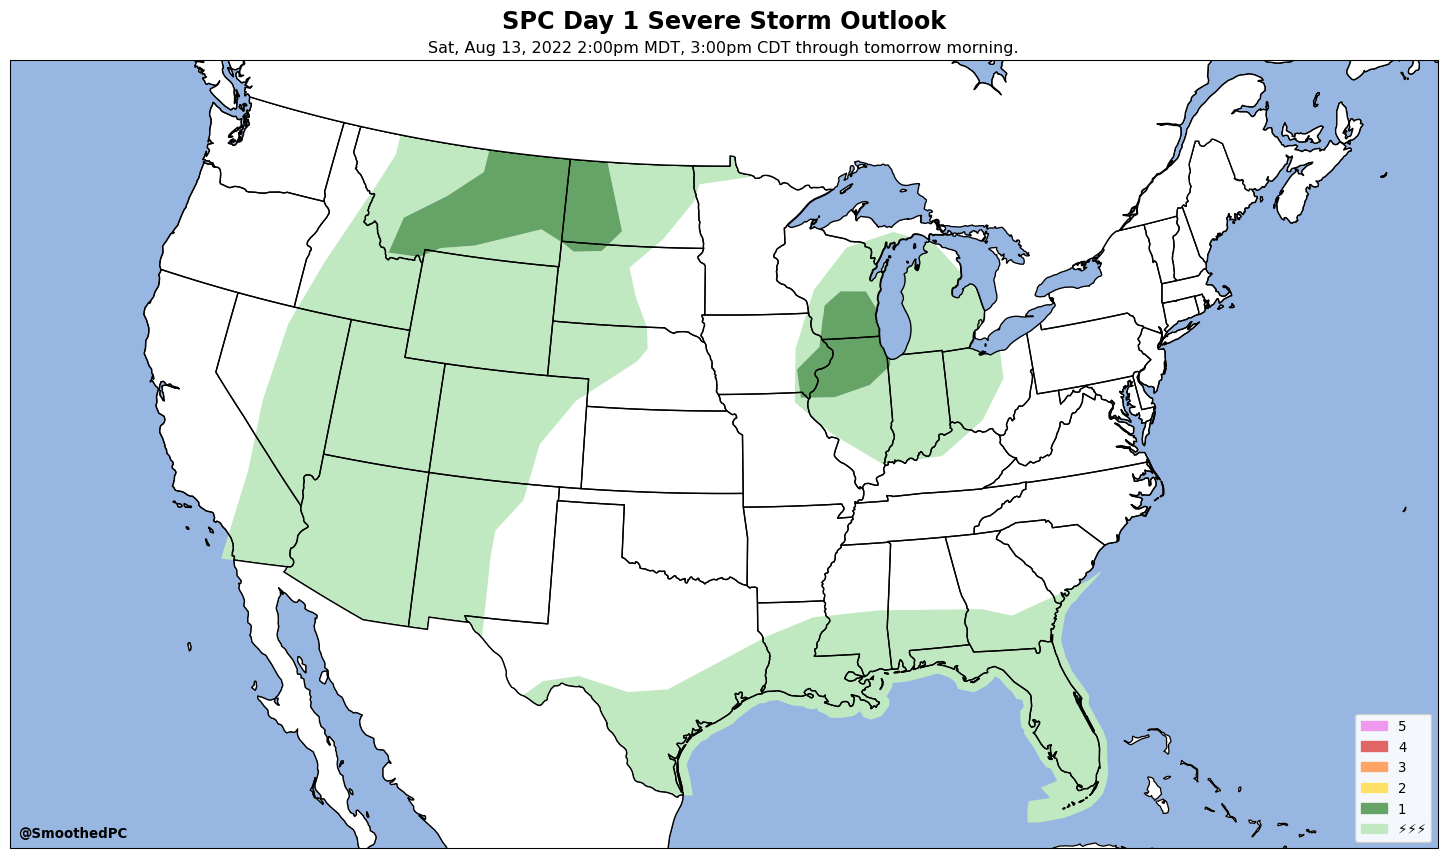 SPC Day 1 Severe Storm Outlook
Sat, Aug 13, 2022 2:00pm MDT, 3:00pm CDT through tomorrow morning.
5
4
3
2
1
⚡⚡⚡
@SmoothedPC